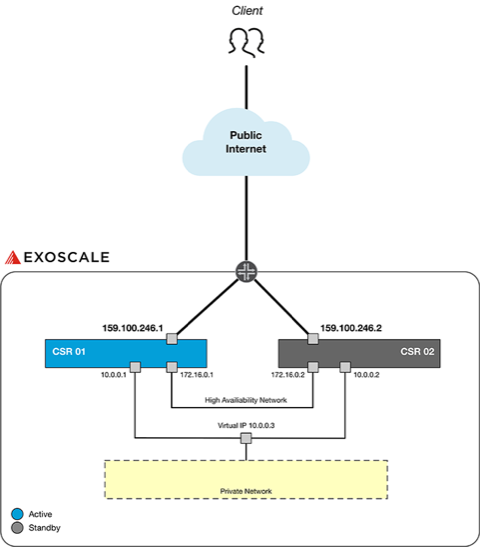 Client
Public
Internet
EXOSCALE
159.100.246.1
159.100.246.2
CSR 01
CSR 02
10.0.0.1
172.16.0.1
172.16.0.2
10.0.0.2
High Availiability Network
Virtual IP 10.0.0.3
Private Network
Active
Standby